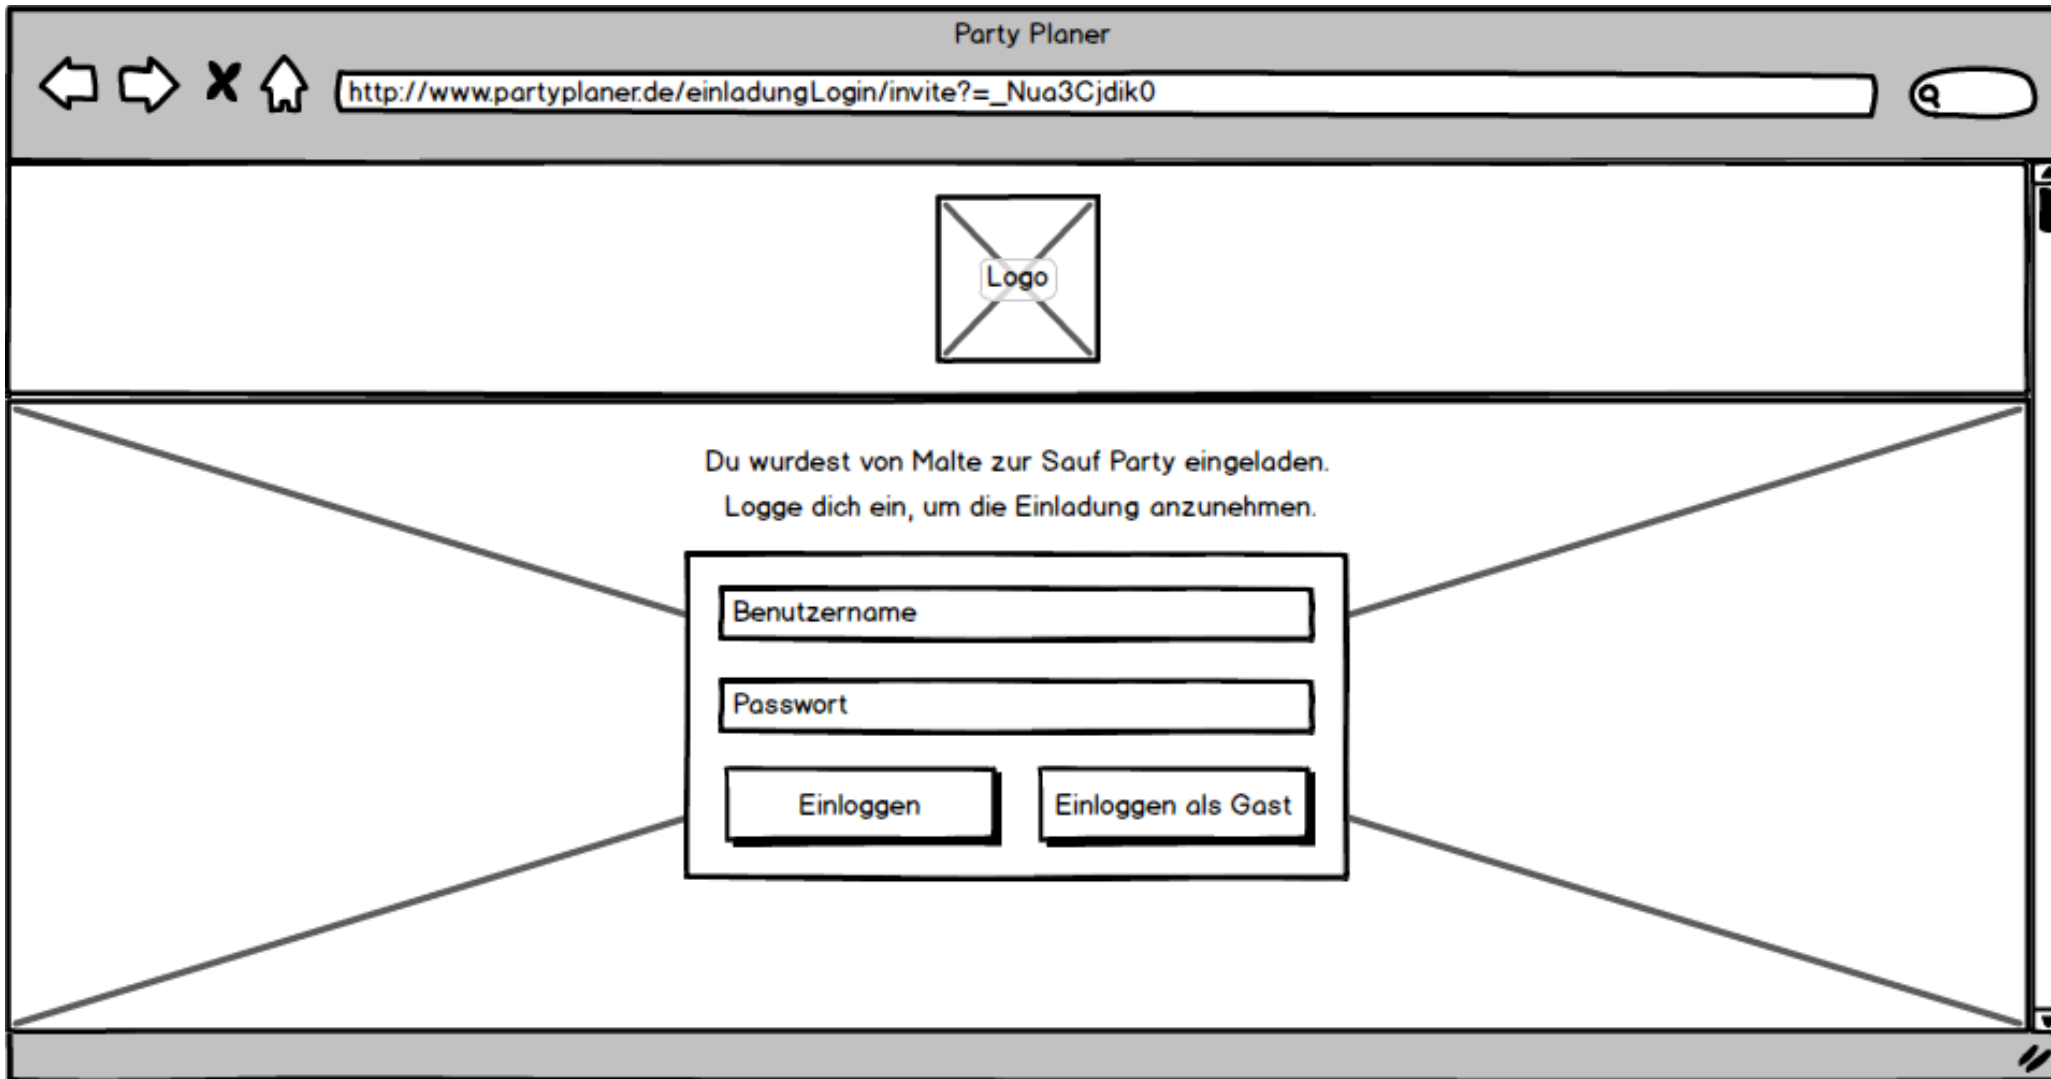 Party Planer
http://www.partyplaner.de/einladungLogin/invite?=_Nua3Cjdik0
Logo
Du wurdest von Malte zur Sauf Party eingeladen.
Logge dich ein, um die Einladung anzunehmen.
Benutzername
Passwort
Einloggen
Einloggen als Gast